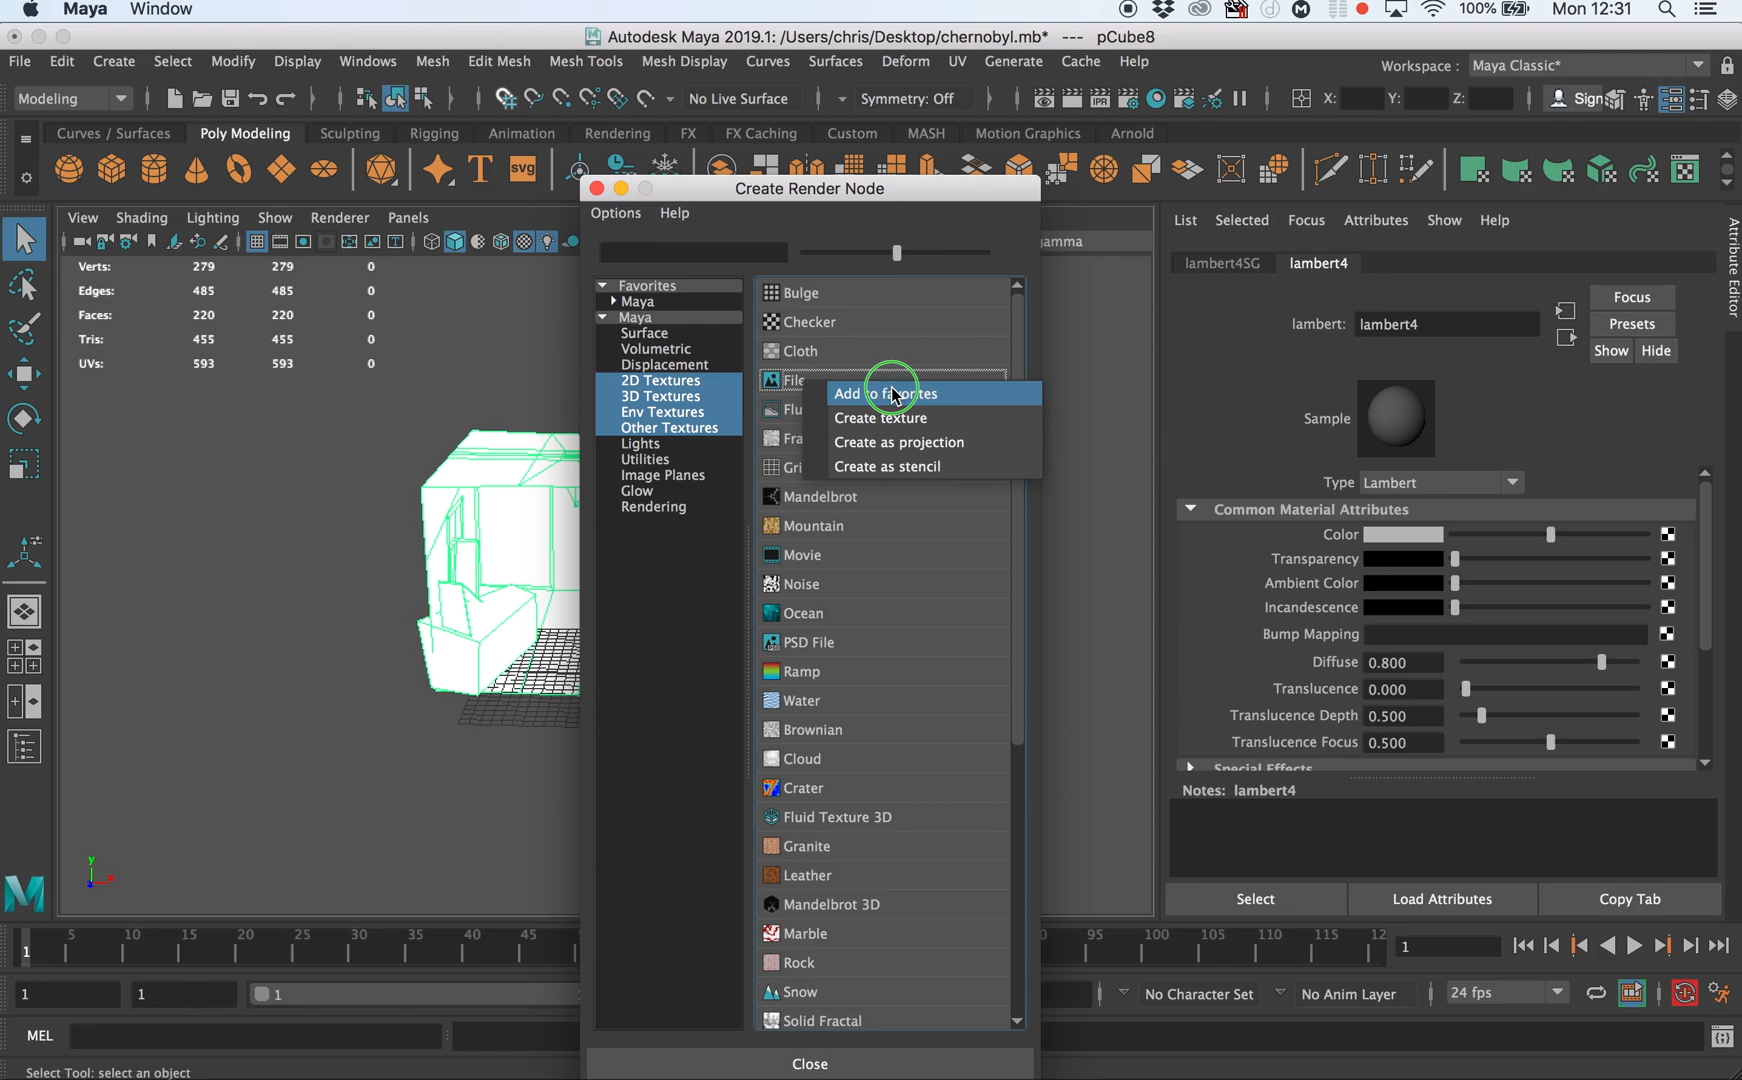 Maya Window 100% Mon 12:31
Autodesk Maya 2019.1: /Users/chris/Desktop/chernobyl.mb* --- pCube8
File Edit Create Select Modify Display Windows Mesh Edit Mesh Mesh Tools Mesh Display Curves Surfaces Deform UV Generate Cache Help Workspace : Maya Classic*
Modeling No Live Surface Symmetry: Off IPR X: Y: Z: Sign
Curves / Surfaces Poly Modeling Sculpting Rigging Animation Rendering FX FX Caching Custom MASH Motion Graphics Arnold
T svg
Create Render Node
Options Help
View Shading Lighting Show Renderer Panels
amma
Verts: 279 279 0
Edges: 485 485 0
Faces: 220 220 0
Tris: 455 455 0
UVs: 593 593 0
Favorites
Maya
Maya
Surface
Volumetric
Displacement
2D Textures
3D Textures
Env Textures
Other Textures
Lights
Utilities
Image Planes
Glow
Rendering
Bulge
Checker
Cloth
File
Flu
Fra
Gri
Mandelbrot
Mountain
Movie
Noise
Ocean
PSD File
Ramp
Water
Brownian
Cloud
Crater
Fluid Texture 3D
Granite
Leather
Mandelbrot 3D
Marble
Rock
Snow
Solid Fractal
Close
Add to favorites
Create texture
Create as projection
Create as stencil
List Selected Focus Attributes Show Help
Attribute Editor
lambert4SG lambert4
lambert: lambert4
Focus
Presets
Show Hide
Sample
Type Lambert
Common Material Attributes
Color
Transparency
Ambient Color
Incandescence
Bump Mapping
Diffuse 0.800
Translucence 0.000
Translucence Depth 0.500
Translucence Focus 0.500
Special Effects
Notes: lambert4
Select Load Attributes Copy Tab
y
x
z
1 5 10 15 20 25 30 35 40 45 95 100 105 110 115 12 1
1 1 1 No Character Set No Anim Layer 24 fps
MEL
Select Tool: select an object